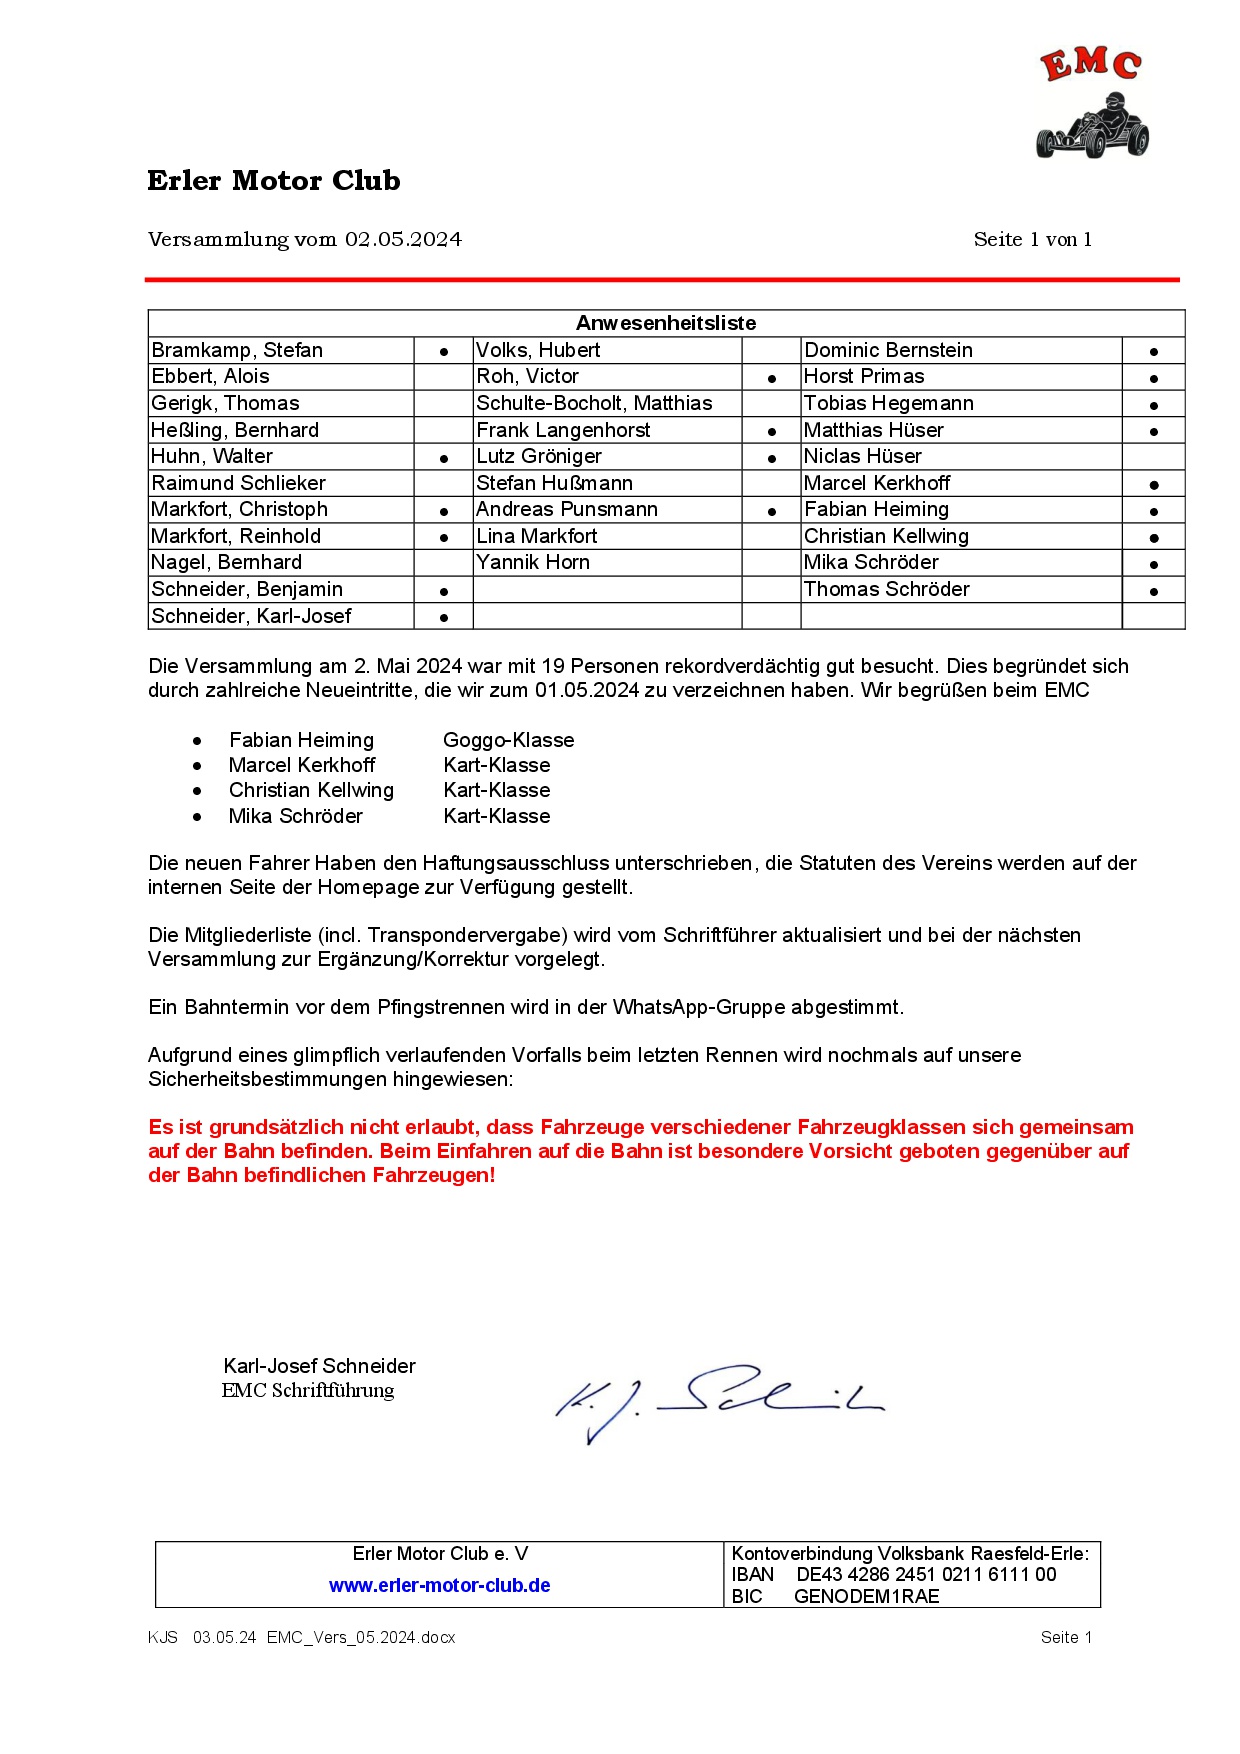 EMC
Erler Motor Club
Versammlung vom 02.05.2024 Seite 1 von 1
Anwesenheitsliste
Bramkamp, Stefan ● Volks, Hubert Dominic Bernstein ●
Ebbert, Alois Roh, Victor ● Horst Primas ●
Gerigk, Thomas Schulte-Bocholt, Matthias Tobias Hegemann ●
Heßling, Bernhard Frank Langenhorst ● Matthias Hüser ●
Huhn, Walter ● Lutz Gröniger ● Niclas Hüser
Raimund Schlieker Stefan Hußmann Marcel Kerkhoff ●
Markfort, Christoph ● Andreas Punsmann ● Fabian Heiming ●
Markfort, Reinhold ● Lina Markfort Christian Kellwing ●
Nagel, Bernhard Yannik Horn Mika Schröder ●
Schneider, Benjamin ● Thomas Schröder ●
Schneider, Karl-Josef ●
Die Versammlung am 2. Mai 2024 war mit 19 Personen rekordverdächtig gut besucht. Dies begründet sich
durch zahlreiche Neueintritte, die wir zum 01.05.2024 zu verzeichnen haben. Wir begrüßen beim EMC
● Fabian Heiming Goggo-Klasse
● Marcel Kerkhoff Kart-Klasse
● Christian Kellwing Kart-Klasse
● Mika Schröder Kart-Klasse
Die neuen Fahrer Haben den Haftungsausschluss unterschrieben, die Statuten des Vereins werden auf der
internen Seite der Homepage zur Verfügung gestellt.
Die Mitgliederliste (incl. Transpondervergabe) wird vom Schriftführer aktualisiert und bei der nächsten
Versammlung zur Ergänzung/Korrektur vorgelegt.
Ein Bahntermin vor dem Pfingstrennen wird in der WhatsApp-Gruppe abgestimmt.
Aufgrund eines glimpflich verlaufenden Vorfalls beim letzten Rennen wird nochmals auf unsere
Sicherheitsbestimmungen hingewiesen:
Es ist grundsätzlich nicht erlaubt, dass Fahrzeuge verschiedener Fahrzeugklassen sich gemeinsam
auf der Bahn befinden. Beim Einfahren auf die Bahn ist besondere Vorsicht geboten gegenüber auf
der Bahn befindlichen Fahrzeugen!
Karl-Josef Schneider
EMC Schriftführung
K. J. Schneider
Erler Motor Club e. V
www.erler-motor-club.de
Kontoverbindung Volksbank Raesfeld-Erle:
IBAN DE43 4286 2451 0211 6111 00
BIC GENODEM1RAE
KJS 03.05.24 EMC_Vers_05.2024.docx Seite 1